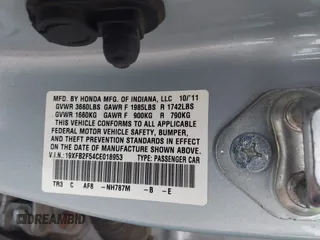 MFD. BY HONDA MFG. OF INDIANA, LLC 10/11
GVWR 3660LBS GAWR F 1985LBS R 1742LBS
GVWR 1660KG GAWR F 900KG R 790KG
THIS VEHICLE CONFORMS TO ALL APPLICABLE
FEDERAL MOTOR VEHICLE SAFETY, BUMPER,
AND THEFT PREVENTION STANDARDS IN EFFECT
ON THE DATE OF MANUFACTURE SHOWN ABOVE.
V.I.N.: 19XFB2F54CE018953 TYPE: PASSENGER CAR
TR3 C AF8 -NH787M -B -E
DREAMBID